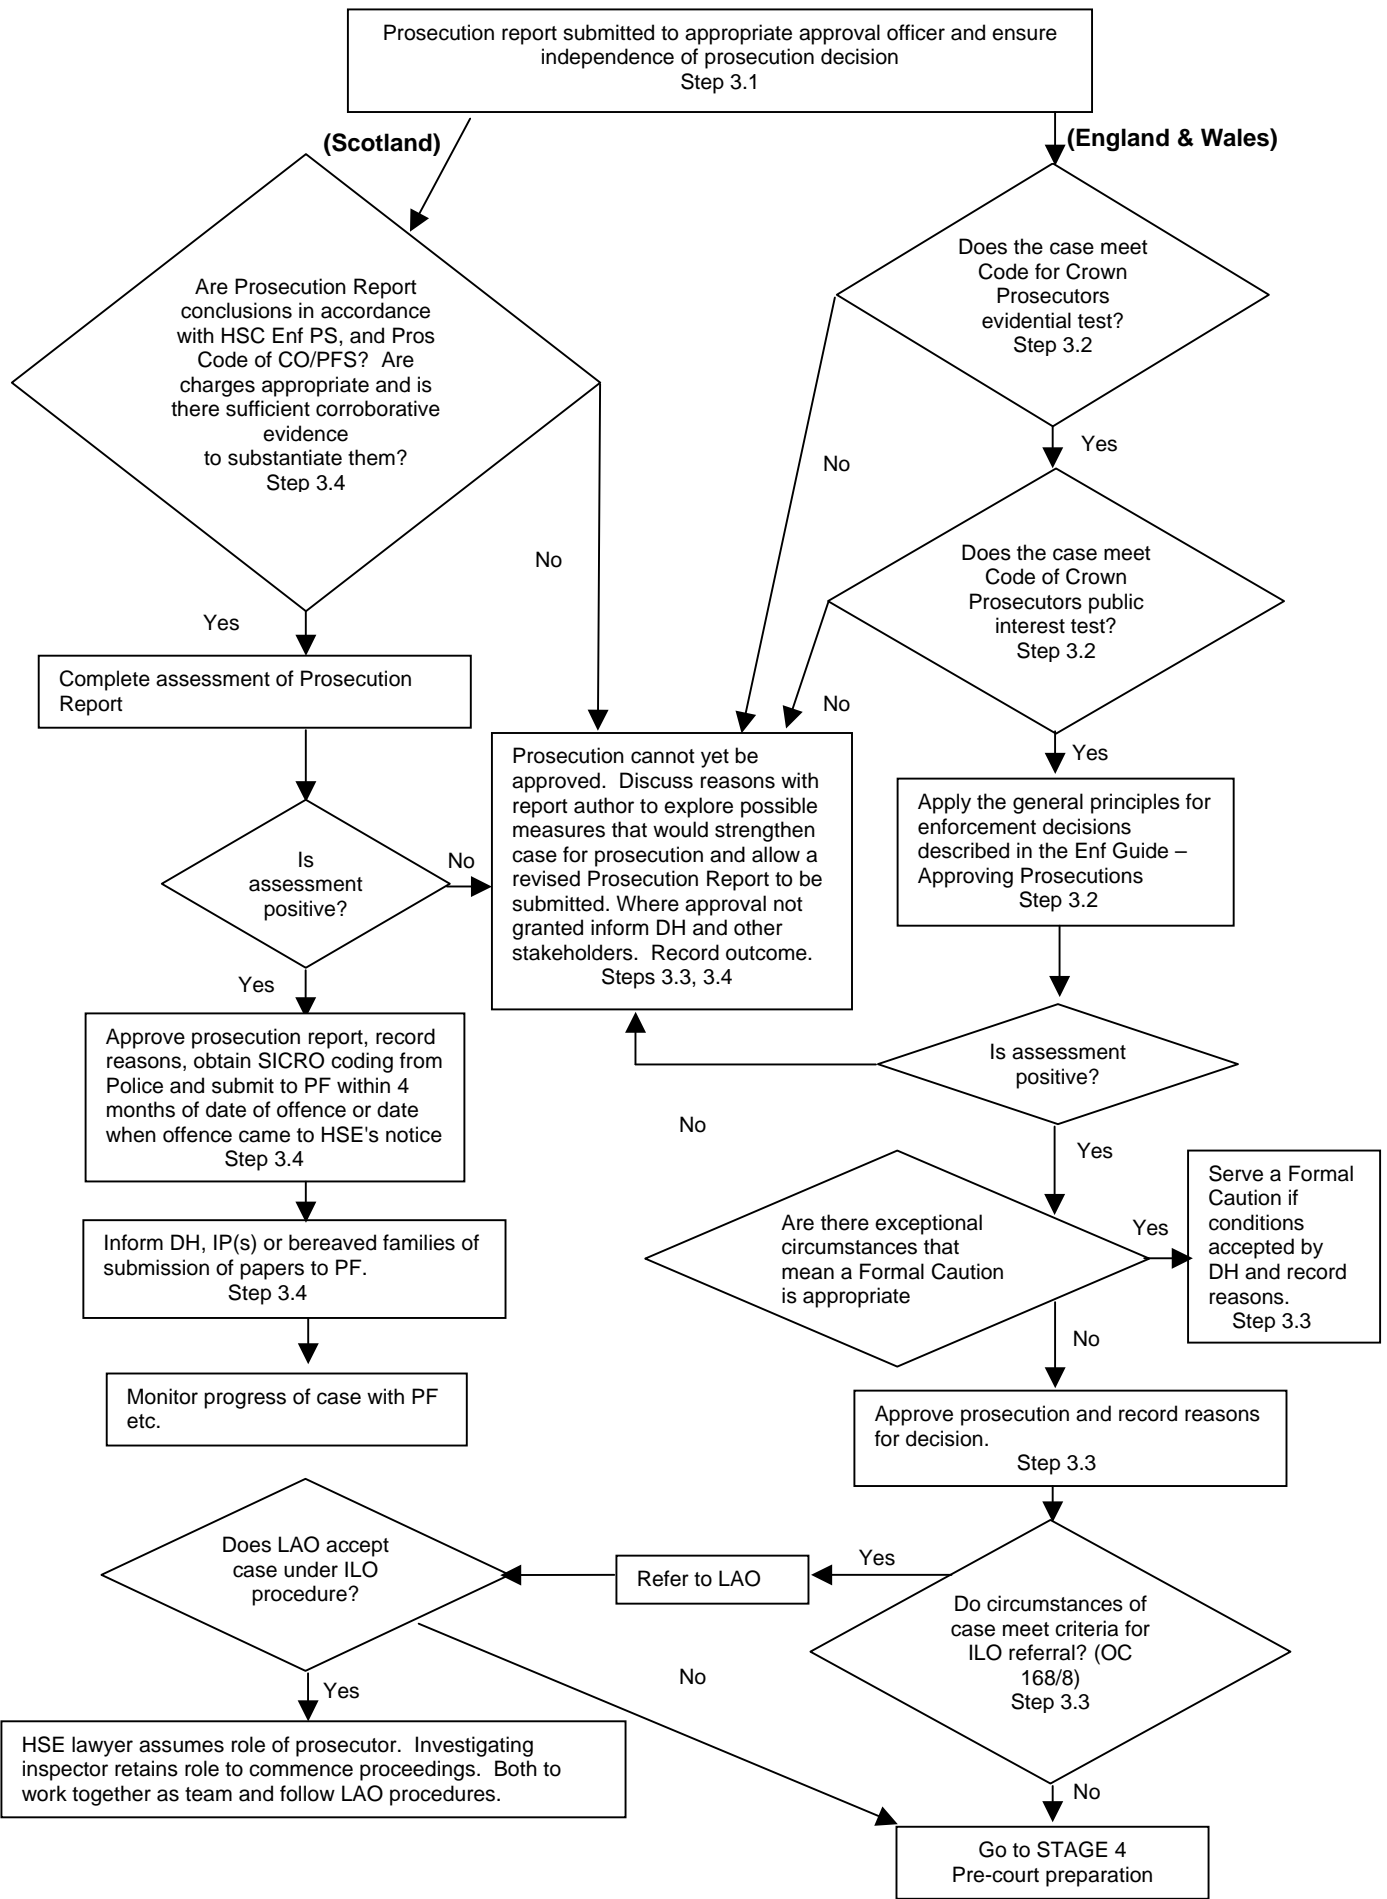 Prosecution report submitted to appropriate approval officer and ensure
independence of prosecution decision
Step 3.1
(Scotland)
(England & Wales)
Are Prosecution Report
conclusions in accordance
with HSC Enf PS, and Pros
Code of CO/PFS? Are
charges appropriate and is
there sufficient corroborative
evidence
to substantiate them?
Step 3.4
Does the case meet
Code for Crown
Prosecutors
evidential test?
Step 3.2
Yes
No
Does the case meet
Code of Crown
Prosecutors public
interest test?
Step 3.2
No
Yes
No
Yes
Complete assessment of Prosecution
Report
Prosecution cannot yet be
approved. Discuss reasons with
report author to explore possible
measures that would strengthen
case for prosecution and allow a
revised Prosecution Report to be
submitted. Where approval not
granted inform DH and other
stakeholders. Record outcome.
Steps 3.3, 3.4
Apply the general principles for
enforcement decisions
described in the Enf Guide –
Approving Prosecutions
Step 3.2
Is
assessment
positive?
No
Yes
Approve prosecution report, record
reasons, obtain SICRO coding from
Police and submit to PF within 4
months of date of offence or date
when offence came to HSE's notice
Step 3.4
Is assessment
positive?
No
Yes
Inform DH, IP(s) or bereaved families of
submission of papers to PF.
Step 3.4
Are there exceptional
circumstances that
mean a Formal Caution
is appropriate
Yes
Serve a Formal
Caution if
conditions
accepted by
DH and record
reasons.
Step 3.3
No
Monitor progress of case with PF
etc.
Approve prosecution and record reasons
for decision.
Step 3.3
Does LAO accept
case under ILO
procedure?
Refer to LAO
Yes
Do circumstances of
case meet criteria for
ILO referral? (OC
168/8)
Step 3.3
No
Yes
No
HSE lawyer assumes role of prosecutor. Investigating
inspector retains role to commence proceedings. Both to
work together as team and follow LAO procedures.
Go to STAGE 4
Pre-court preparation